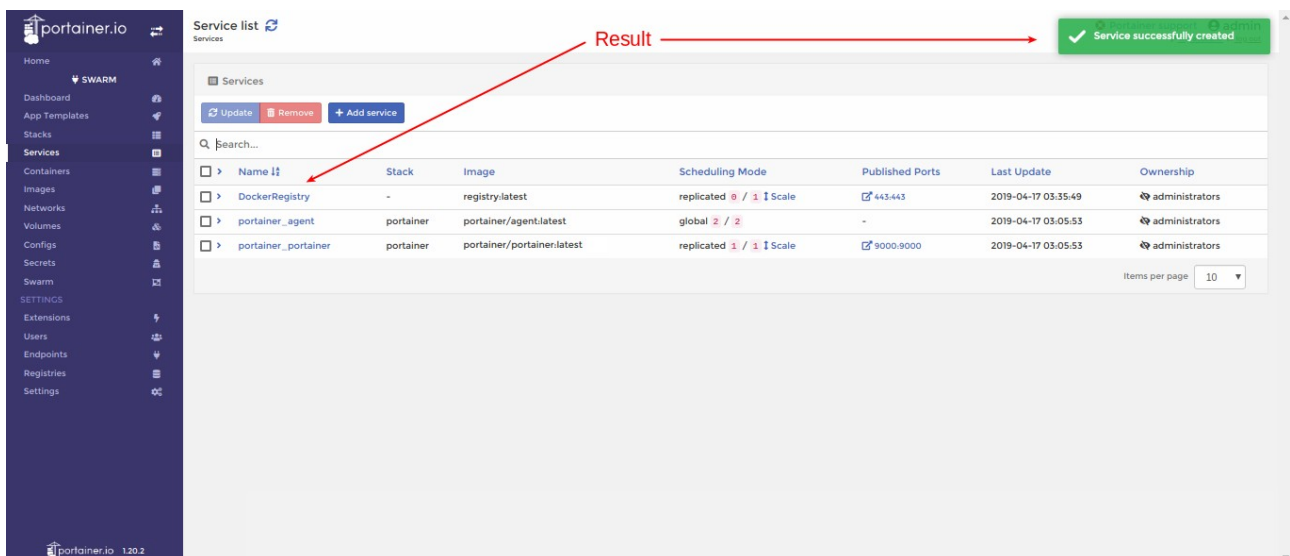 portainer.io
Home
SWARM
Dashboard
App Templates
Stacks
Services
Containers
Images
Networks
Volumes
Configs
Secrets
Swarm
SETTINGS
Extensions
Users
Endpoints
Registries
Settings
portainer.io 1.20.2
Service list
Services
Result
Portainer support admin
Service successfully created
Services
Update Remove + Add service
Search...
Name Stack Image Scheduling Mode Published Ports Last Update Ownership
DockerRegistry - registry:latest replicated 0 / 1 Scale 443:443 2019-04-17 03:35:49 administrators
portainer_agent portainer portainer/agent:latest global 2 / 2 - 2019-04-17 03:05:53 administrators
portainer_portainer portainer portainer/portainer:latest replicated 1 / 1 Scale 9000:9000 2019-04-17 03:05:53 administrators
Items per page 10